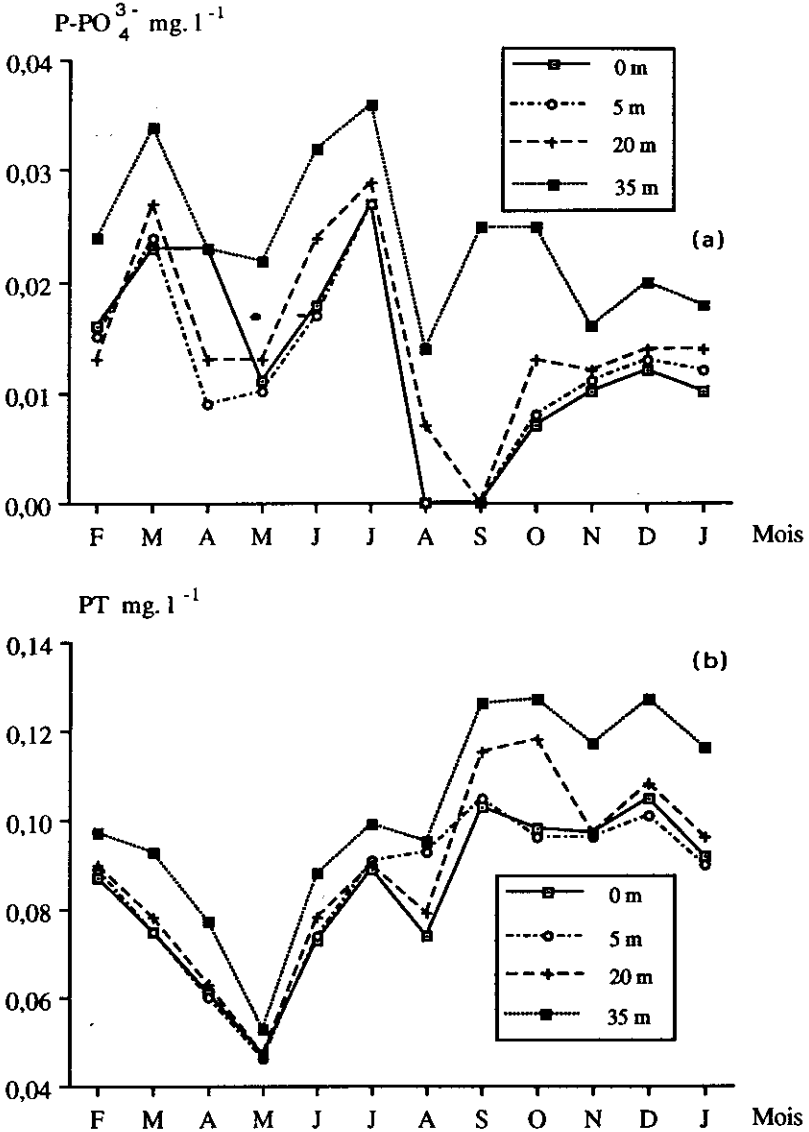 P-PO 3- 4 mg. l -1
0,04
0,03
0,02
0,01
0,00
0 m
5 m
20 m
35 m
(a)
F M A M J J A S O N D J Mois
PT mg. l -1
0,14
0,12
0,10
0,08
0,06
0,04
(b)
0 m
5 m
20 m
35 m
F M A M J J A S O N D J Mois